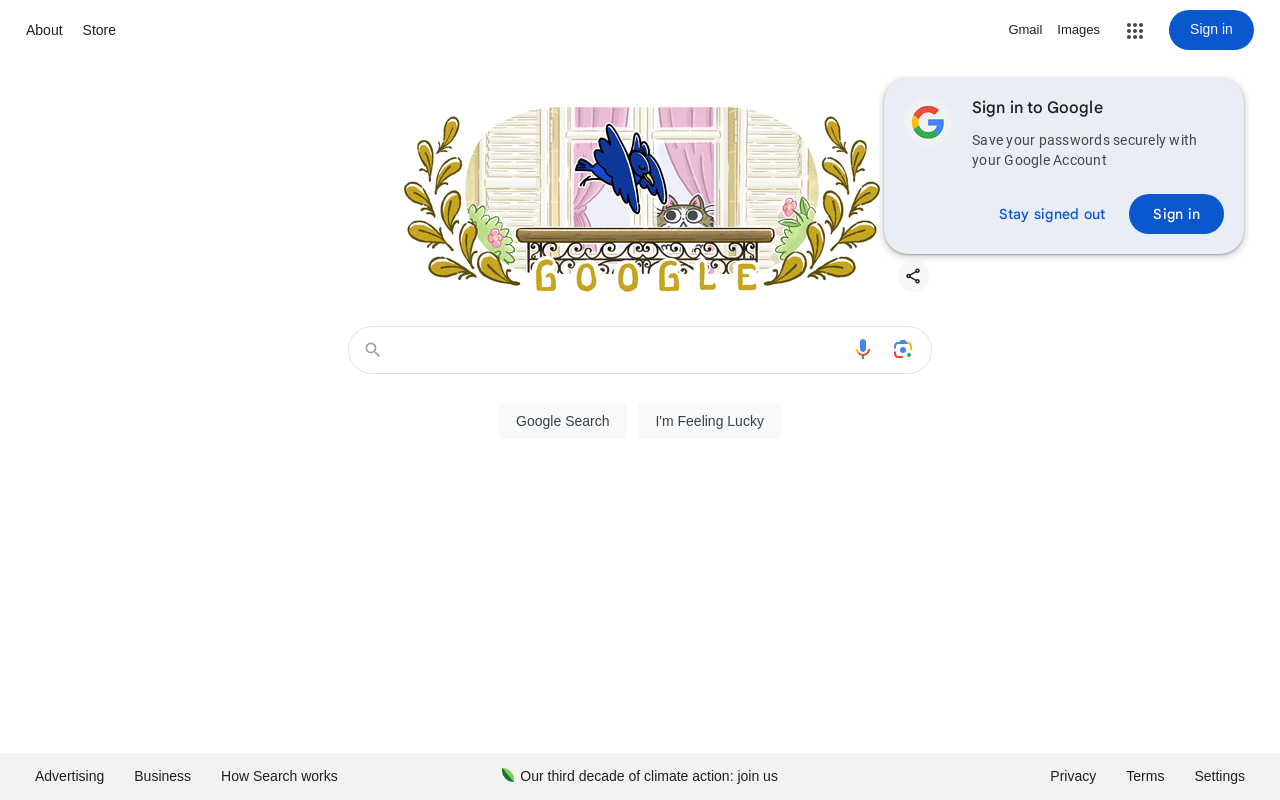 About Store
Gmail Images Sign in
Sign in to Google
Save your passwords securely with
your Google Account
Stay signed out Sign in
GOOGLE
Google Search I'm Feeling Lucky
Advertising Business How Search works
Our third decade of climate action: join us
Privacy Terms Settings